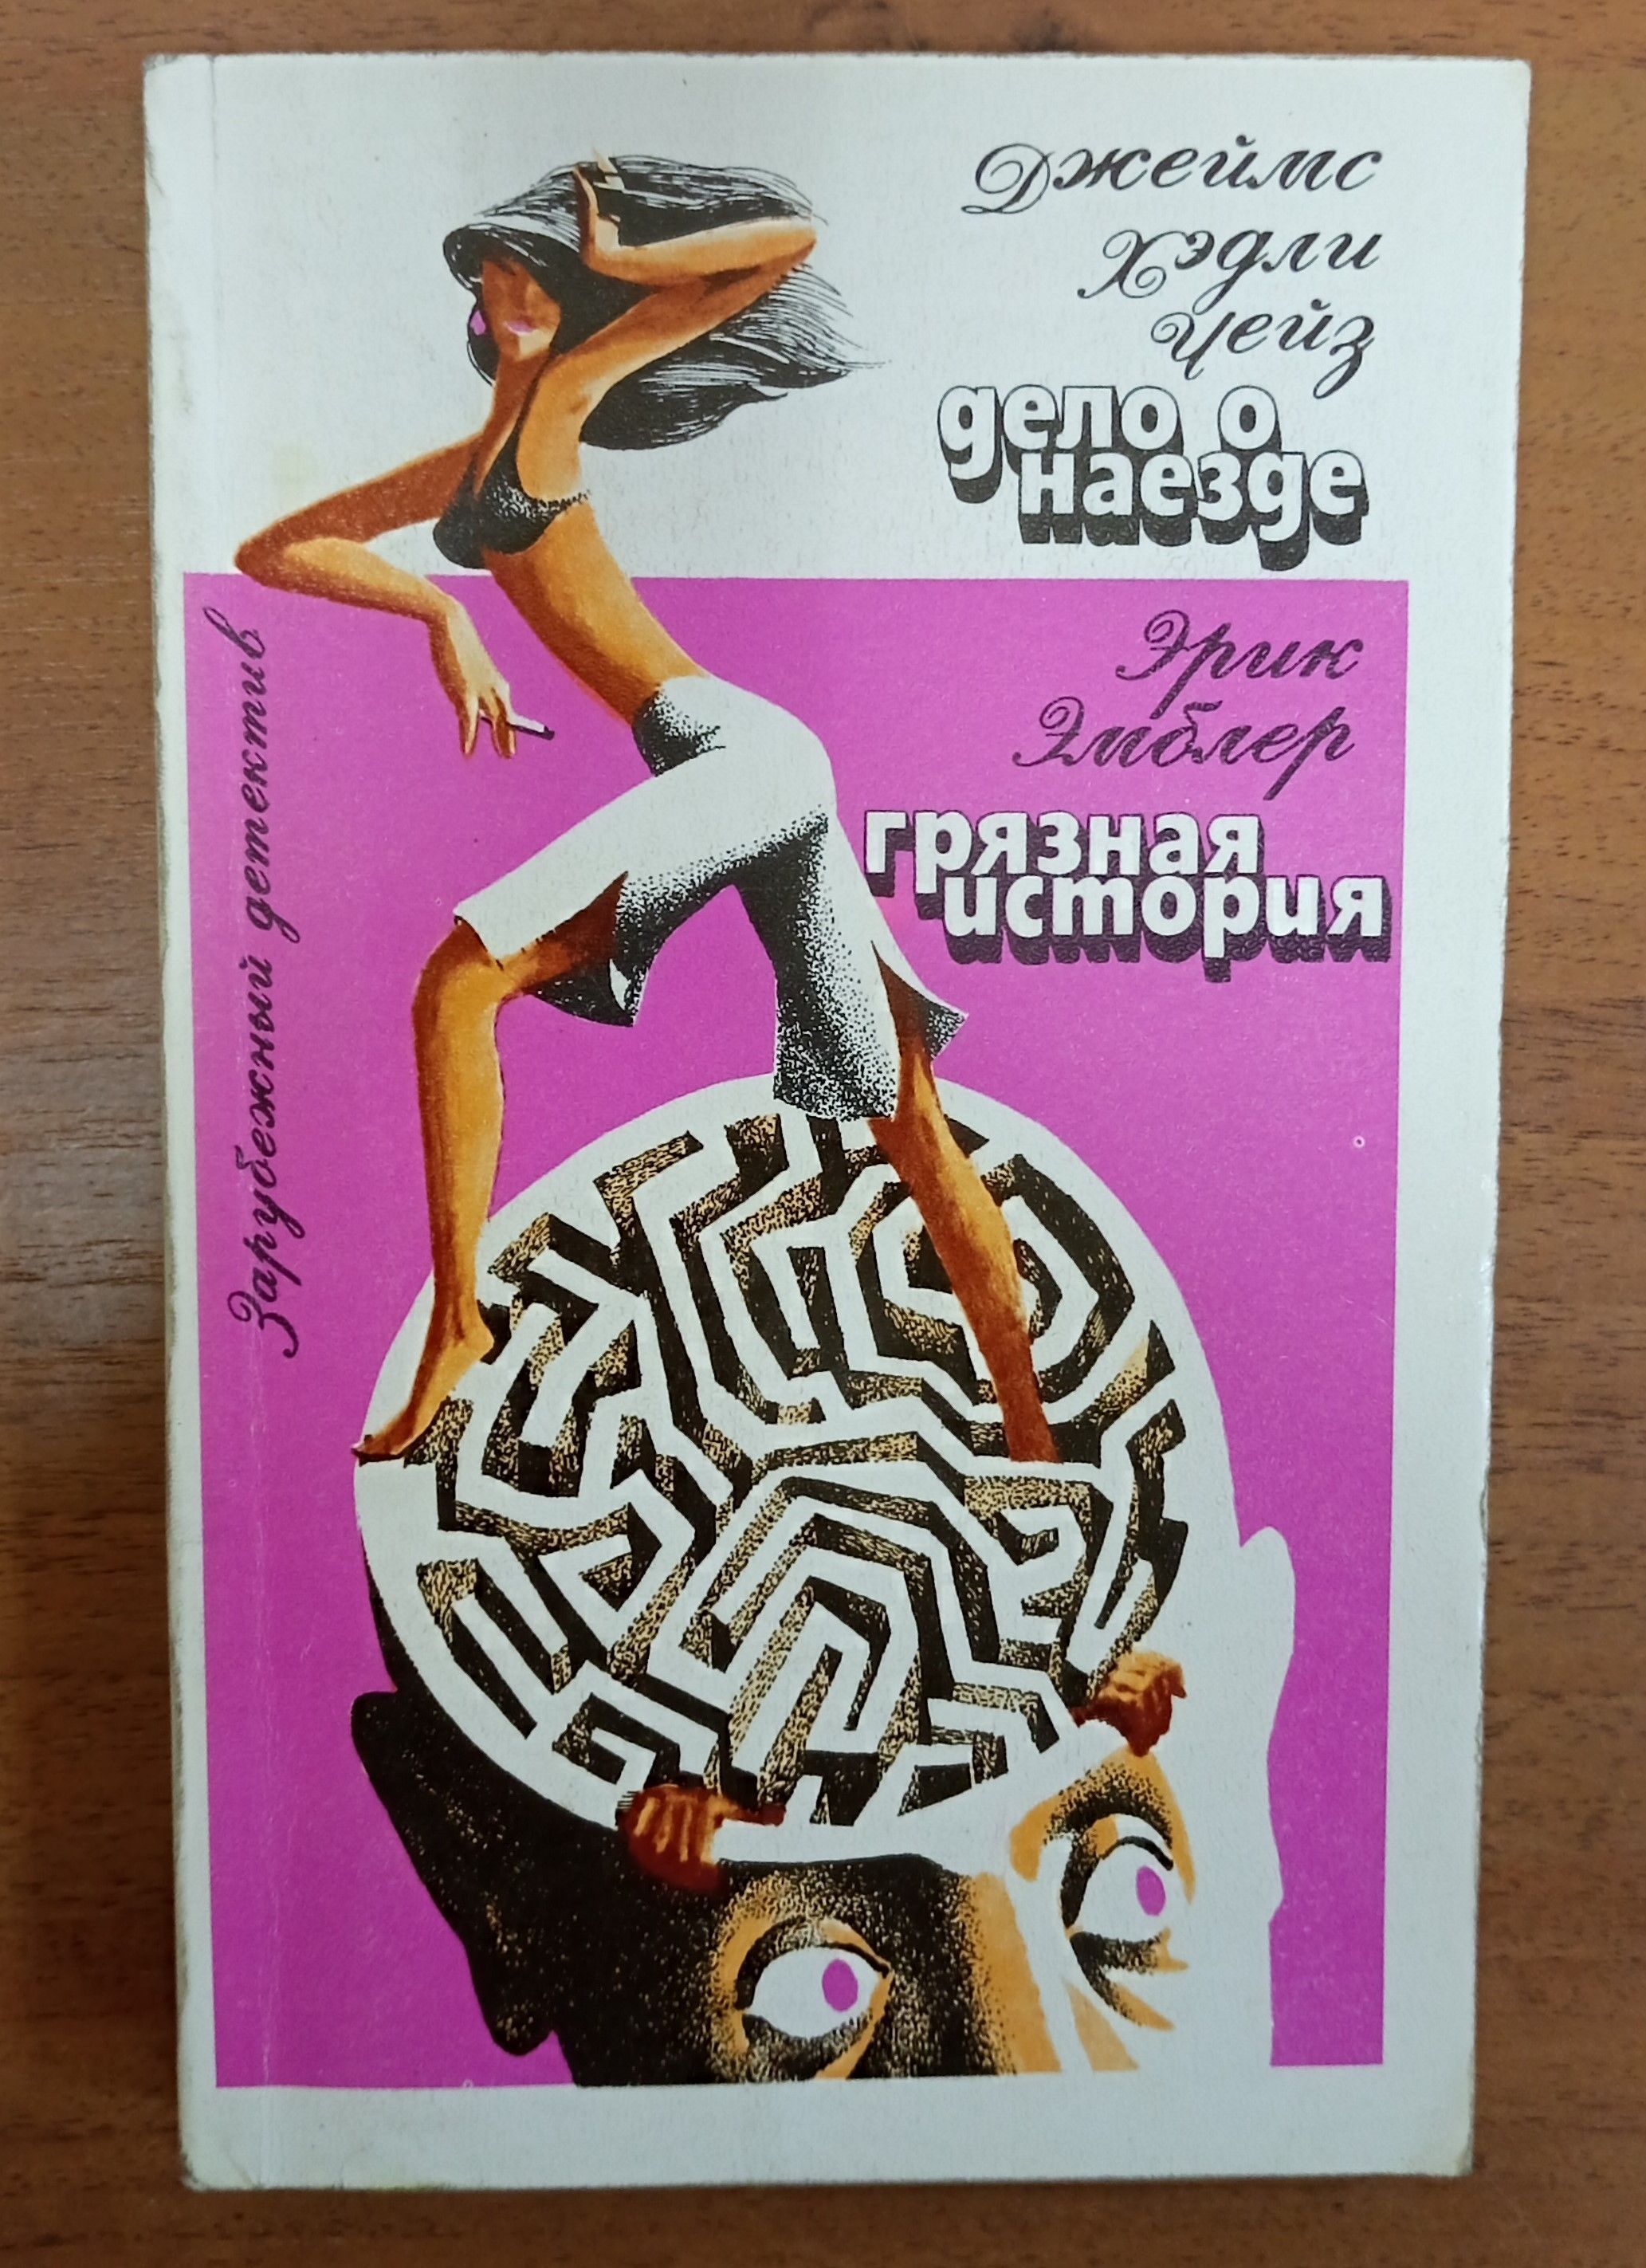 Джеймс
Хэдли
Чейз
дело о
наезде
Эрик
Эмблер
грязная
история
Зарубежный детектив